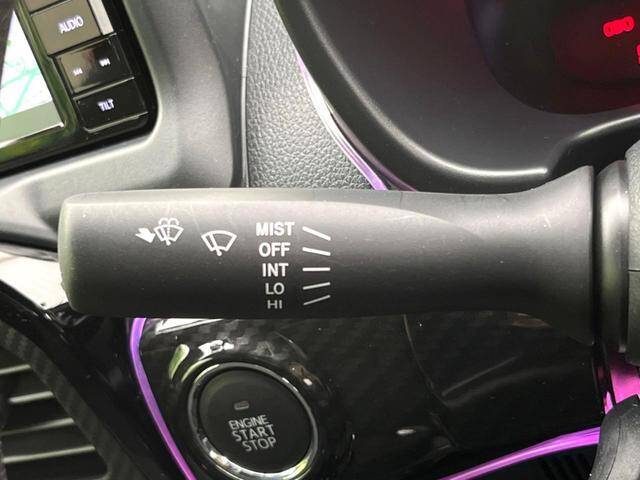 AUDIO
TILT
MIST
OFF
INT
LO
HI
ENGINE
START
STOP